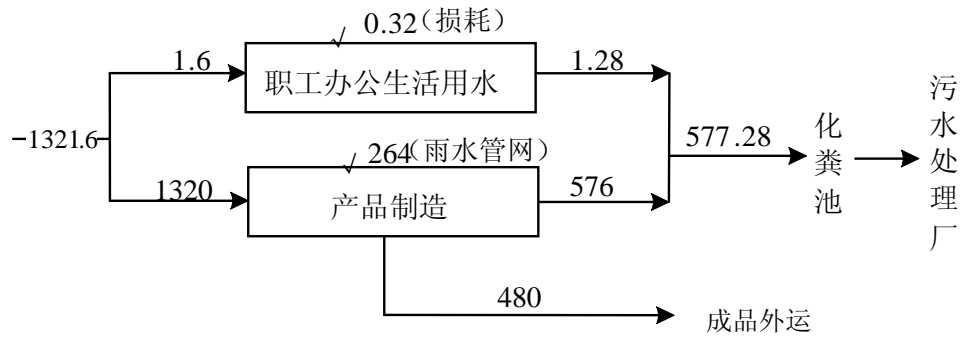 0.32(损耗)
1.6
职工办公生活用水
1.28
-1321.6
577.28
化粪池
污水处理厂
264(雨水管网)
1320
产品制造
576
480
成品外运